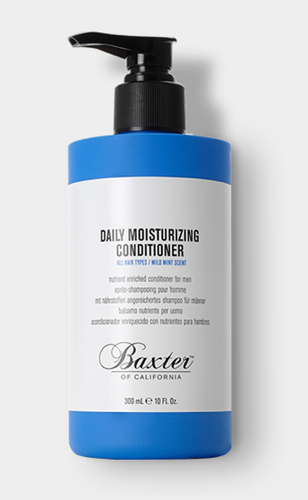 DAILY MOISTURIZING
CONDITIONER
ALL HAIR TYPES / MILD MINT SCENT
nutrient enriched conditioner for men
après-shampooing pour homme
mit nährstoffen angereichertes shampoo für männer
balsamo nutriente per uomo
acondicionador enriquecido con nutrientes para hombres
Baxter™
OF CALIFORNIA
300 mL ℮ 10 Fl. Oz.